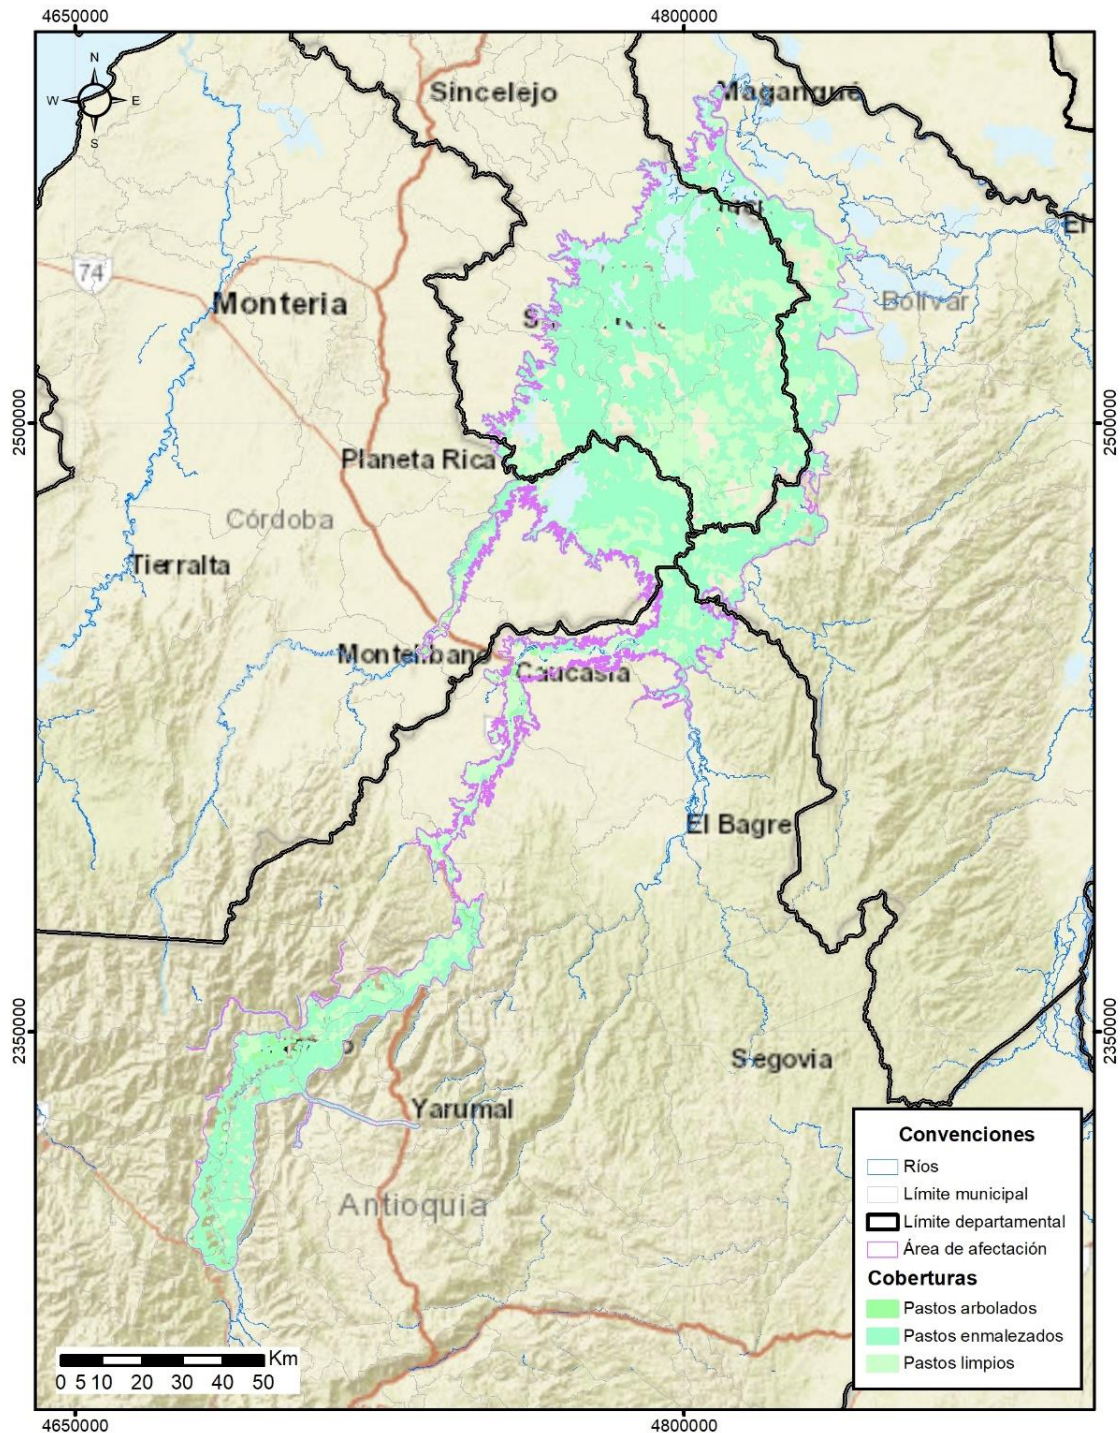 4650000
4800000
N
W
E
S
Sincelejo
Magangué
74
El
Monteria
Bolívar
2500000
2500000
Planeta Rica
Córdoba
Tierralta
Montelibano
Caucasia
El Bagre
2350000
2350000
Segovia
Yarumal
Antioquia
Convenciones
Ríos
Límite municipal
Límite departamental
Área de afectación
Coberturas
Pastos arbolados
Pastos enmalezados
Pastos limpios
Km
0 5 10 20 30 40 50
4650000
4800000